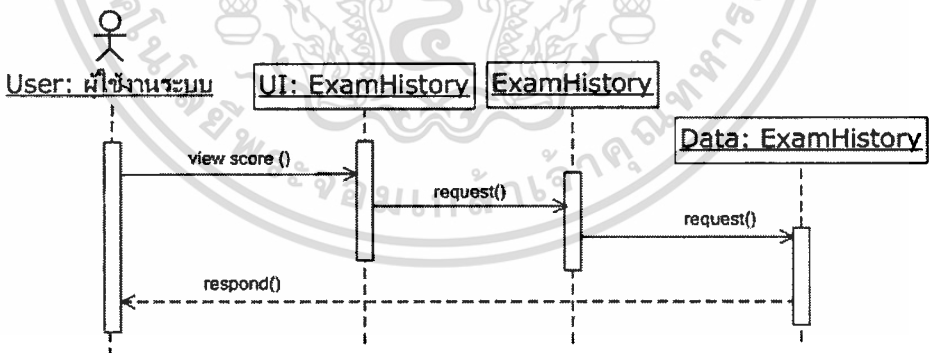 User: ผู้ใช้งานระบบ
UI: ExamHistory
ExamHistory
Data: ExamHistory
view score ()
request()
request()
respond()